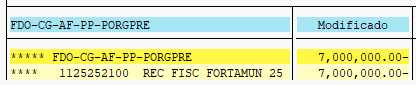 FDO-CG-AF-PP-PORGPRE Modificado
***** FDO-CG-AF-PP-PORGPRE 7,000,000.00-
**** 1125252100 REC FISC FORTAMUN 25 7,000,000.00-